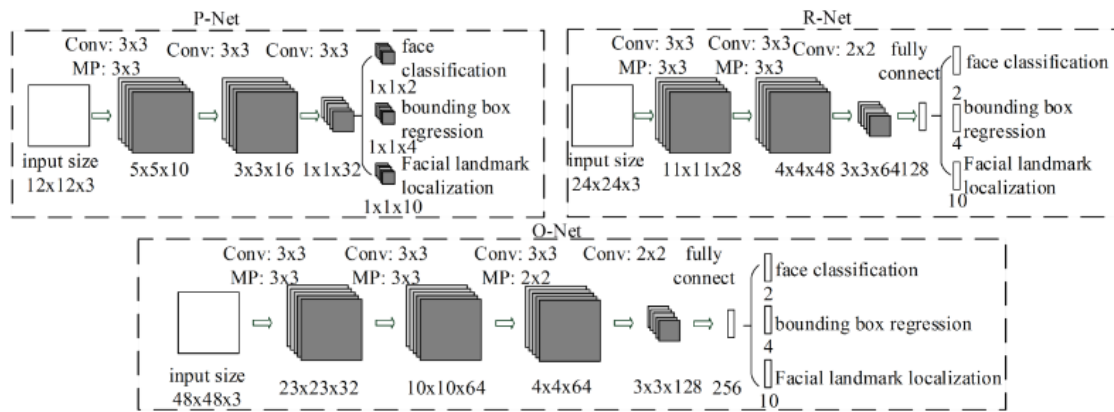 P-Net
Conv: 3x3 Conv: 3x3 Conv: 3x3
MP: 3x3
face
classification
1x1x2
bounding box
regression
1x1x4
Facial landmark
localization
1x1x10
input size
12x12x3
5x5x10
3x3x16
1x1x32
R-Net
Conv: 3x3 Conv: 3x3 Conv: 2x2 fully
MP: 3x3 MP: 3x3 connect
face classification
2
bounding box
regression
4
Facial landmark
localization
10
input size
24x24x3
11x11x28
4x4x48
3x3x64
128
O-Net
Conv: 3x3 Conv: 3x3 Conv: 3x3 Conv: 2x2 fully
MP: 3x3 MP: 3x3 MP: 2x2 connect
face classification
2
bounding box regression
4
Facial landmark localization
10
input size
48x48x3
23x23x32
10x10x64
4x4x64
3x3x128
256